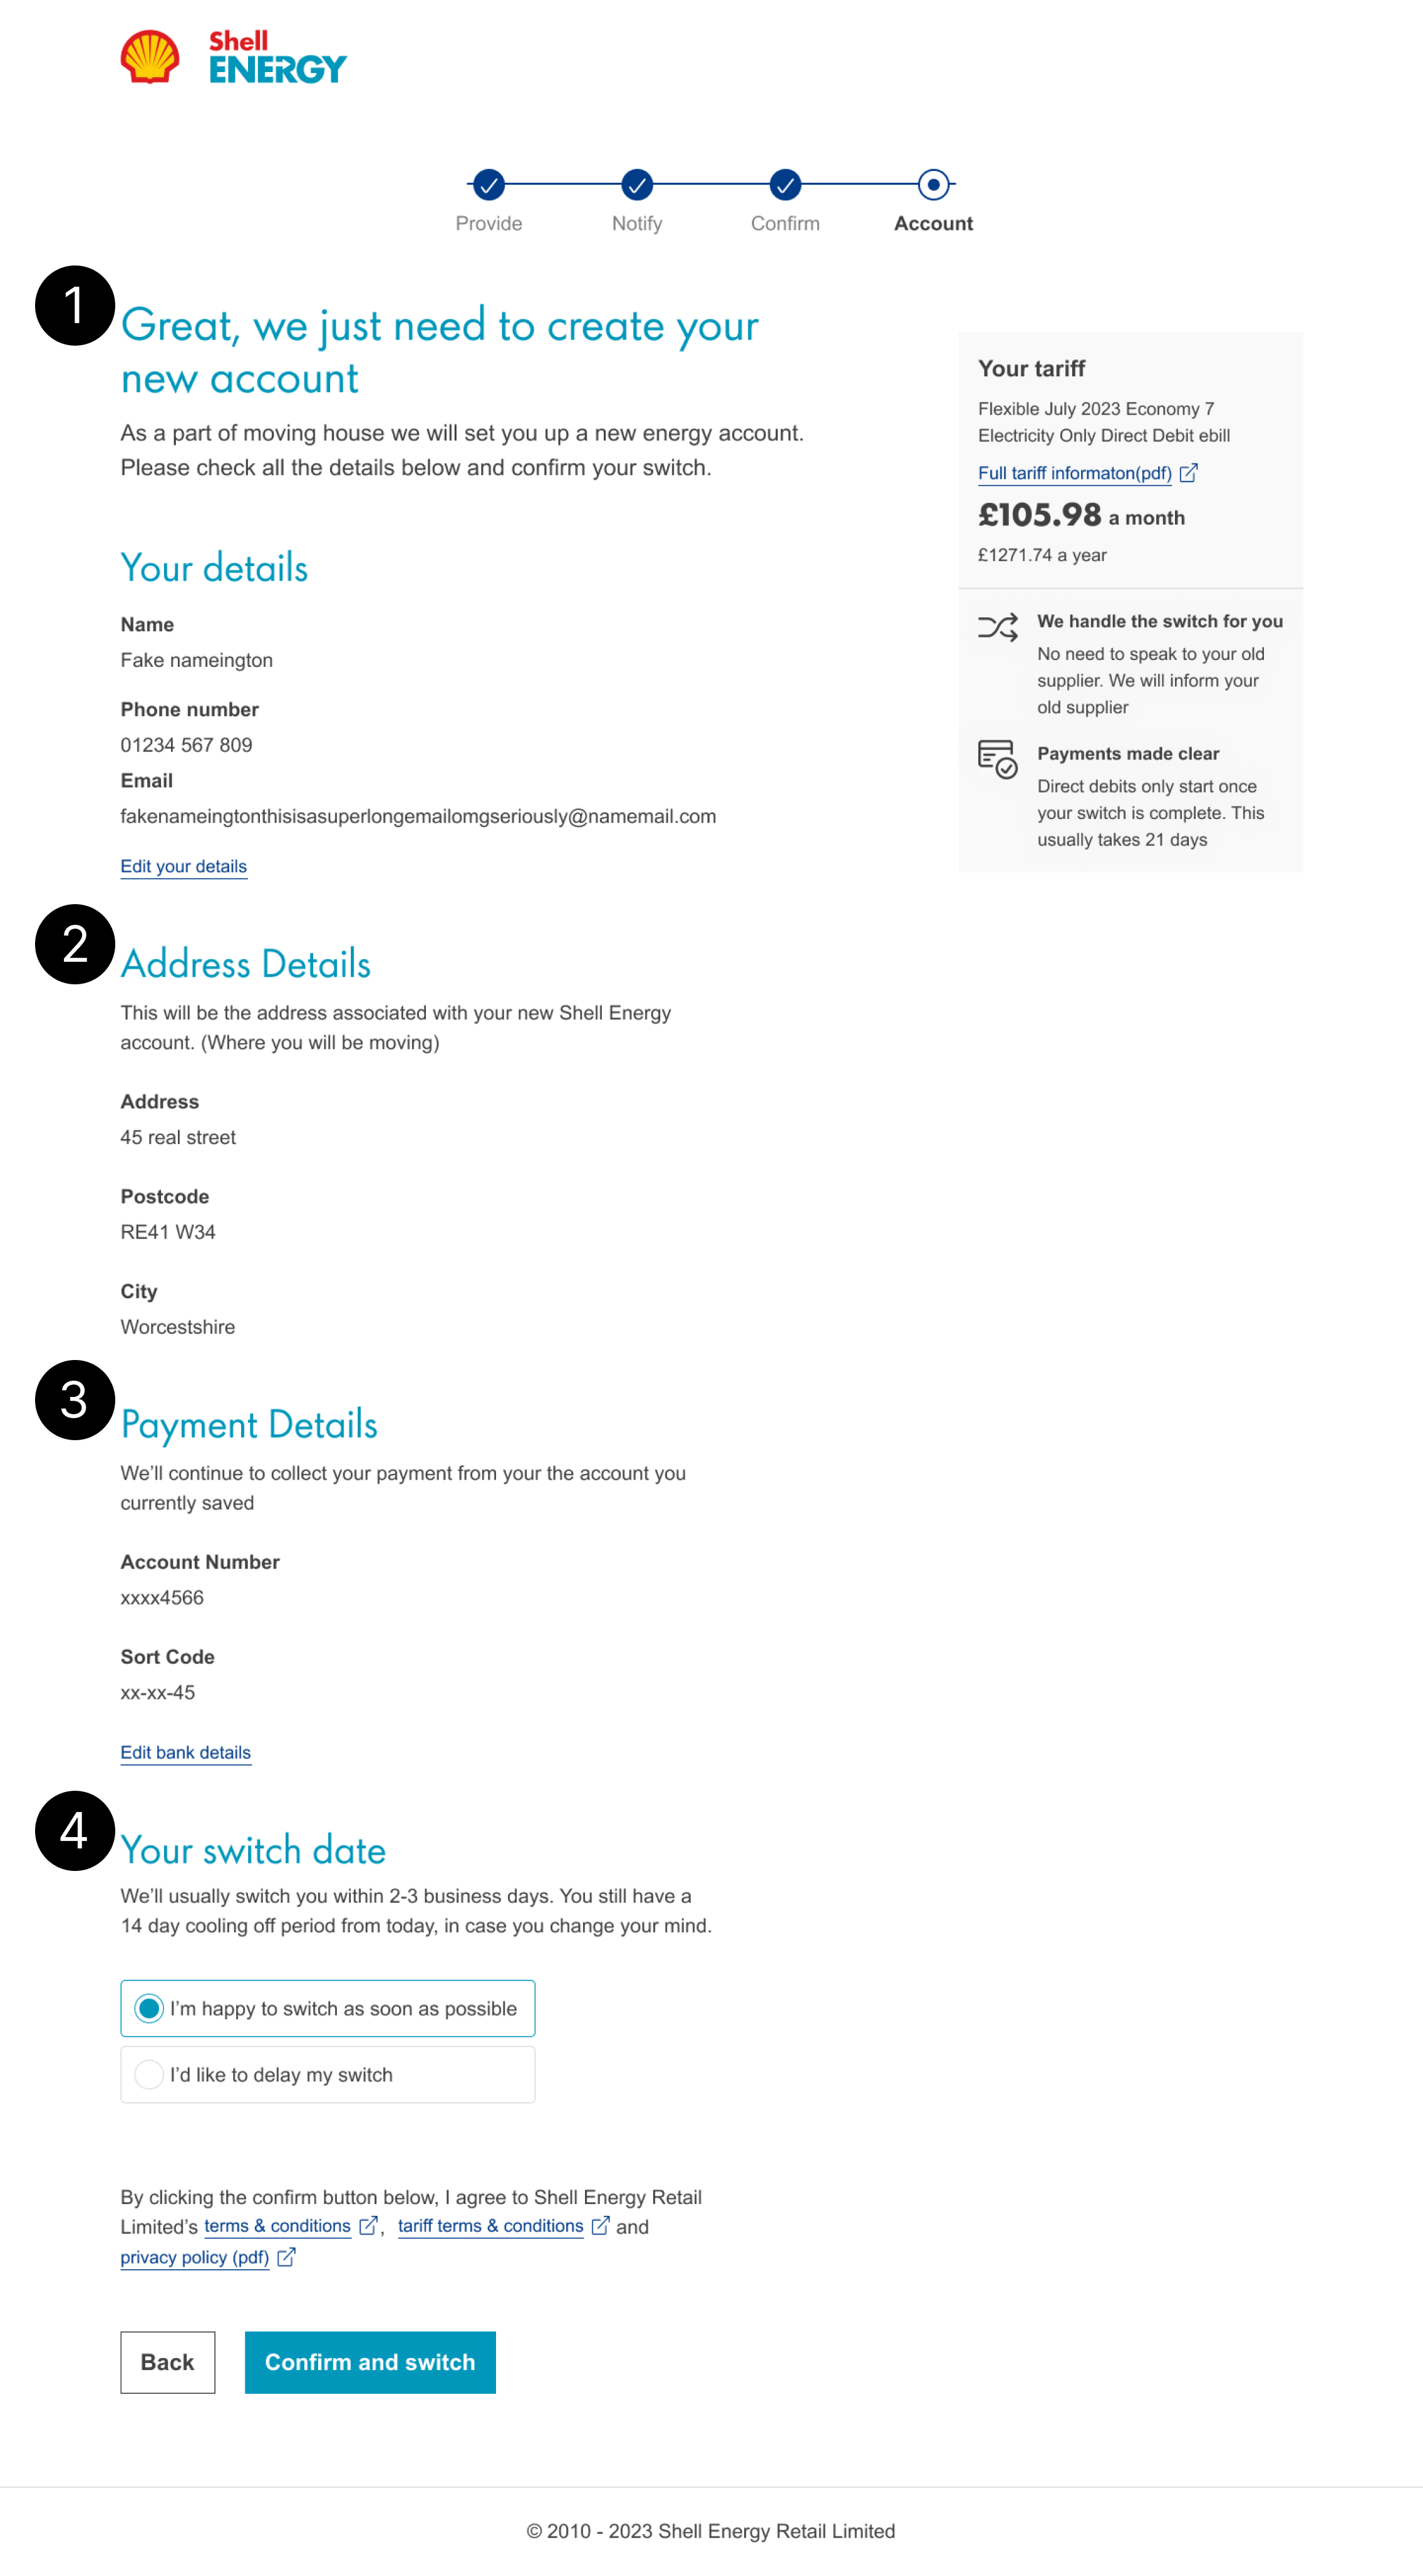 Shell
ENERGY
Provide
Notify
Confirm
Account
1
Great, we just need to create your
new account
As a part of moving house we will set you up a new energy account.
Please check all the details below and confirm your switch.
Your details
Name
Fake nameington
Phone number
01234 567 809
Email
fakenameingtonthisisasuperlongemailomgseriously@namemail.com
Edit your details
Your tariff
Flexible July 2023 Economy 7
Electricity Only Direct Debit ebill
Full tariff informaton(pdf)
£105.98 a month
£1271.74 a year
We handle the switch for you
No need to speak to your old
supplier. We will inform your
old supplier
Payments made clear
Direct debits only start once
your switch is complete. This
usually takes 21 days
2
Address Details
This will be the address associated with your new Shell Energy
account. (Where you will be moving)
Address
45 real street
Postcode
RE41 W34
City
Worcestshire
3
Payment Details
We'll continue to collect your payment from your the account you
currently saved
Account Number
xxxx4566
Sort Code
xx-xx-45
Edit bank details
4
Your switch date
We'll usually switch you within 2-3 business days. You still have a
14 day cooling off period from today, in case you change your mind.
I'm happy to switch as soon as possible
I'd like to delay my switch
By clicking the confirm button below, I agree to Shell Energy Retail
Limited's terms & conditions , tariff terms & conditions and
privacy policy (pdf)
Back
Confirm and switch
© 2010 - 2023 Shell Energy Retail Limited